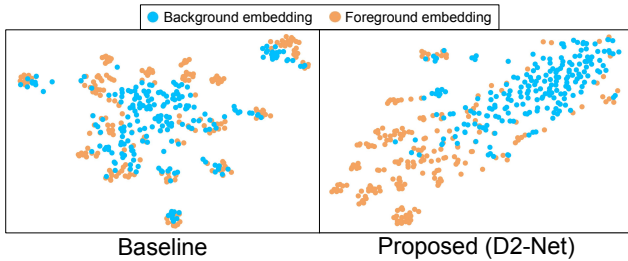 Background embedding Foreground embedding
Baseline Proposed (D2-Net)